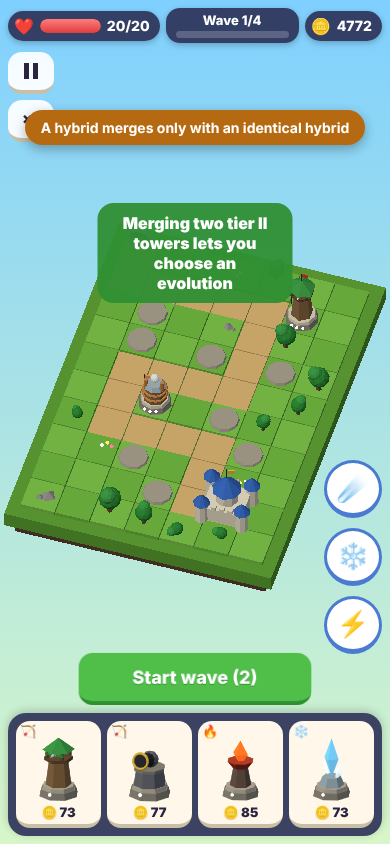 20/20
Wave 1/4
4772
A hybrid merges only with an identical hybrid
Merging two tier II
towers lets you
choose an
evolution
Start wave (2)
73
77
85
73